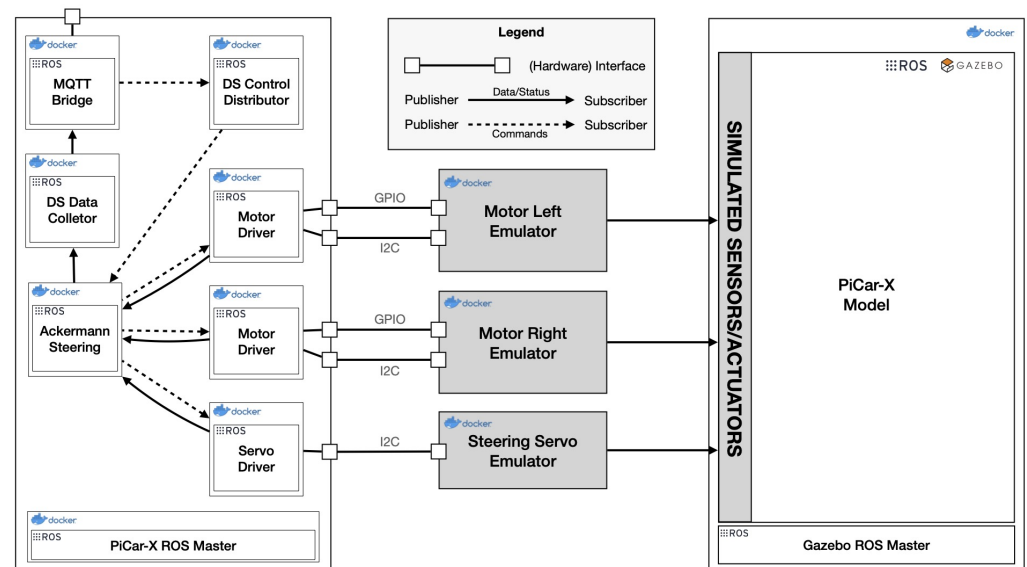 docker
ROS
MQTT
Bridge
docker
ROS
DS Control
Distributor
docker
ROS
DS Data
Colletor
docker
ROS
Motor
Driver
docker
ROS
Ackermann
Steering
docker
ROS
Motor
Driver
docker
ROS
Servo
Driver
docker
ROS
PiCar-X ROS Master
Legend
(Hardware) Interface
Publisher
Data/Status
Subscriber
Publisher
Commands
Subscriber
GPIO
I2C
docker
Motor Left
Emulator
GPIO
I2C
docker
Motor Right
Emulator
I2C
docker
Steering Servo
Emulator
docker
ROS
GAZEBO
SIMULATED SENSORS/ACTUATORS
PiCar-X
Model
ROS
Gazebo ROS Master